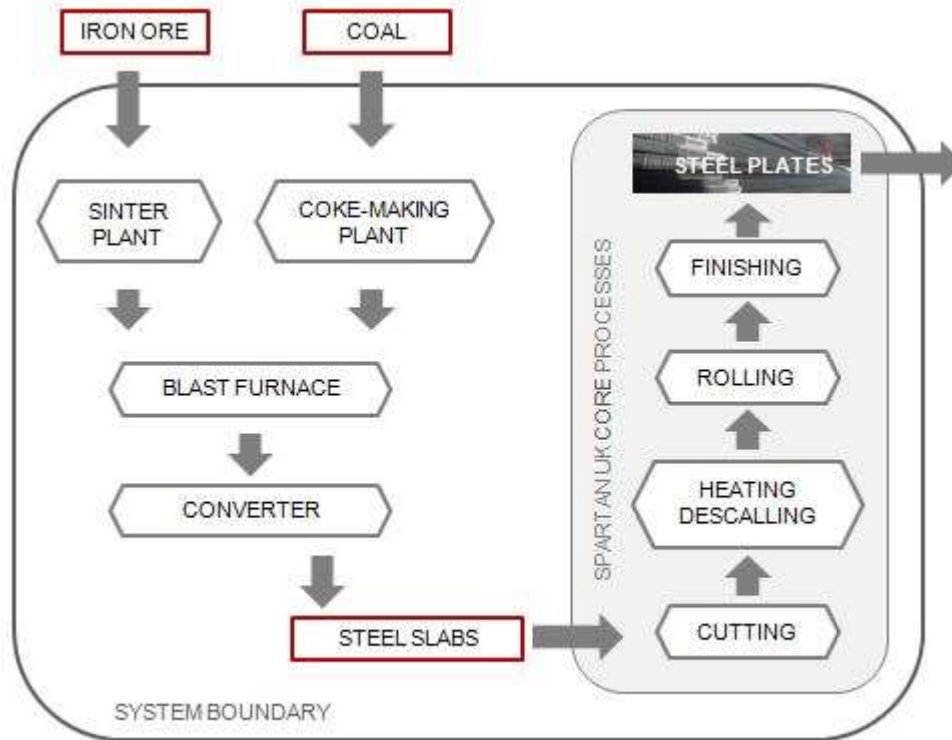 IRON ORE
COAL
SINTER
PLANT
COKE-MAKING
PLANT
BLAST FURNACE
CONVERTER
STEEL SLABS
SYSTEM BOUNDARY
SPARTAN UK CORE PROCESSES
STEEL PLATES
FINISHING
ROLLING
HEATING
DESCALLING
CUTTING